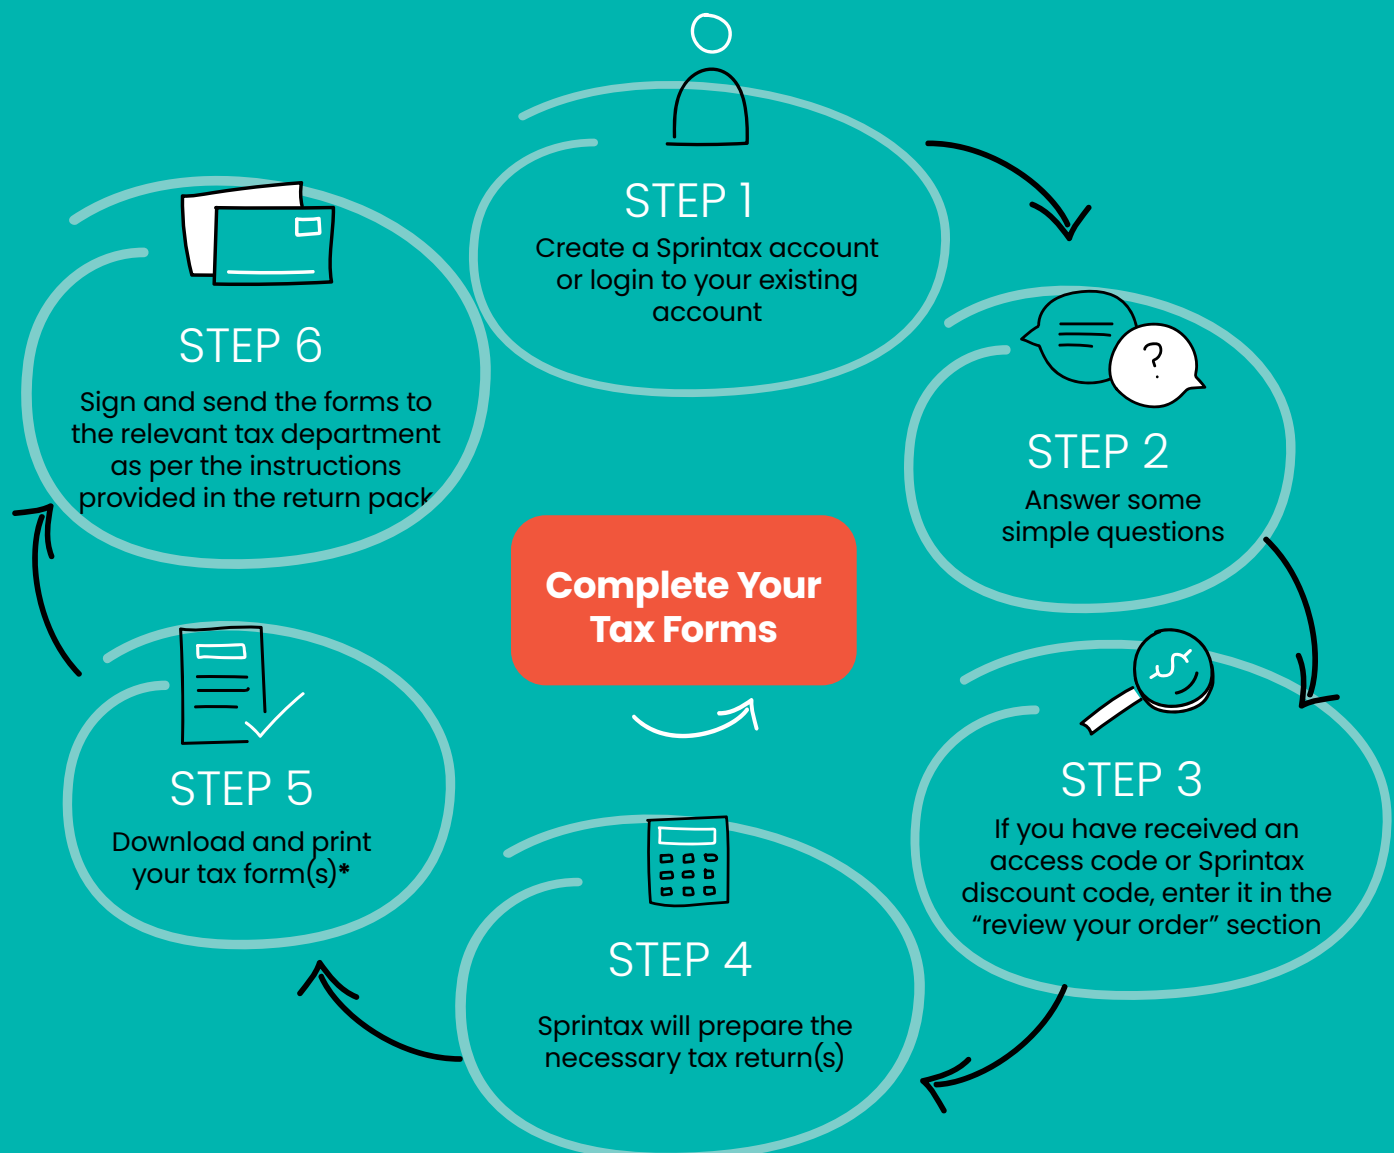 STEP 1
Create a Sprintax account
or login to your existing
account
STEP 2
Answer some
simple questions
STEP 3
If you have received an
access code or Sprintax
discount code, enter it in the
“review your order” section
STEP 4
Sprintax will prepare the
necessary tax return(s)
STEP 5
Download and print
your tax form(s)*
STEP 6
Sign and send the forms to
the relevant tax department
as per the instructions
provided in the return pack
Complete Your
Tax Forms
?